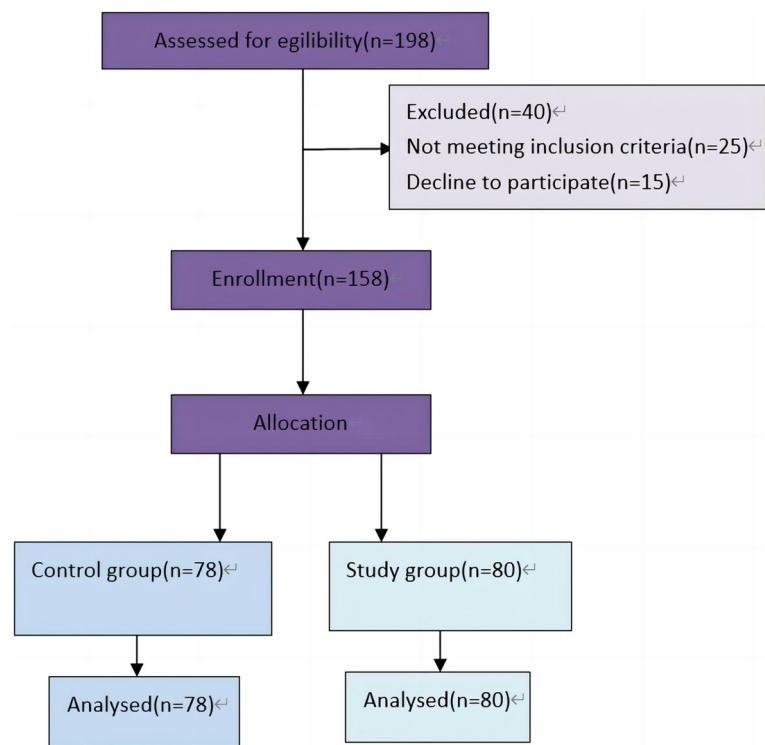 Assessed for egilibility(n=198)↵
Excluded(n=40)↵
Not meeting inclusion criteria(n=25)↵
Decline to participate(n=15)↵
Enrollment(n=158)↵
Allocation↵
Control group(n=78)↵
Study group(n=80)↵
Analysed(n=78)↵
Analysed(n=80)↵